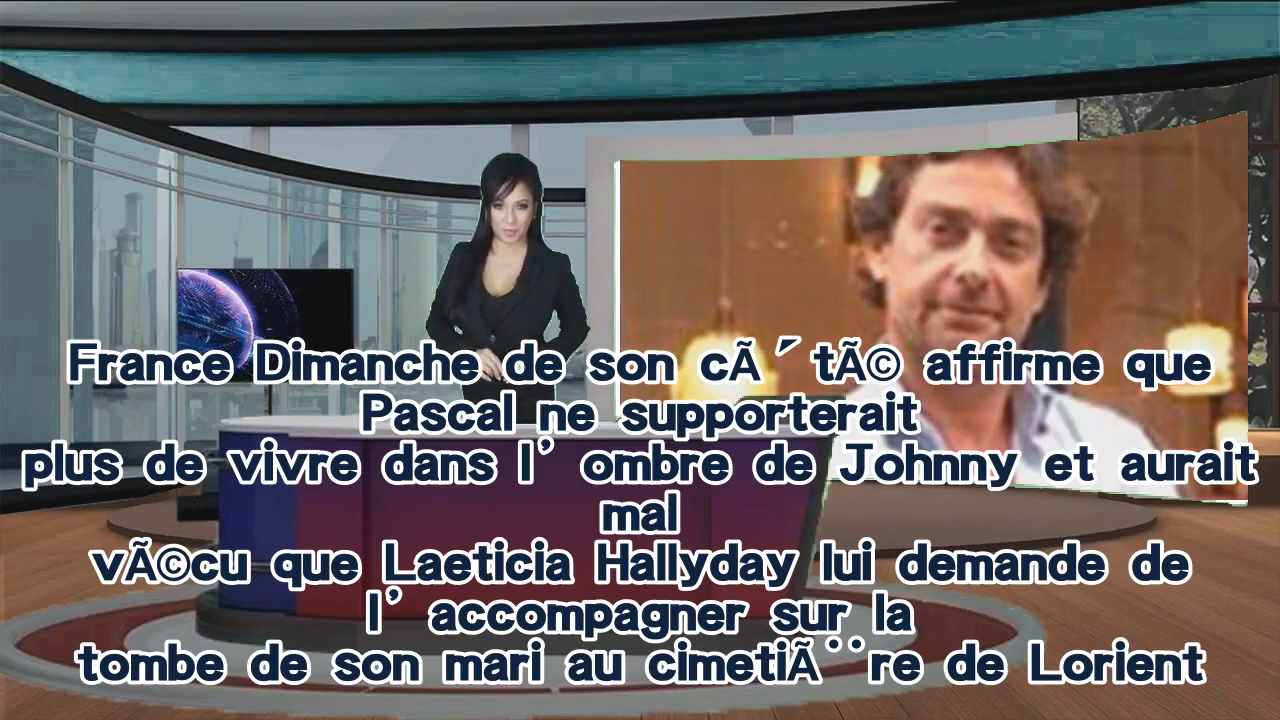 France Dimanche de son cÃ´tÃ© affirme que
Pascal ne supporterait
plus de vivre dans l’ombre de Johnny et aurait
mal
vÃ©cu que Laeticia Hallyday lui demande de
l’accompagner sur la
tombe de son mari au cimetiÃ¨re de Lorient